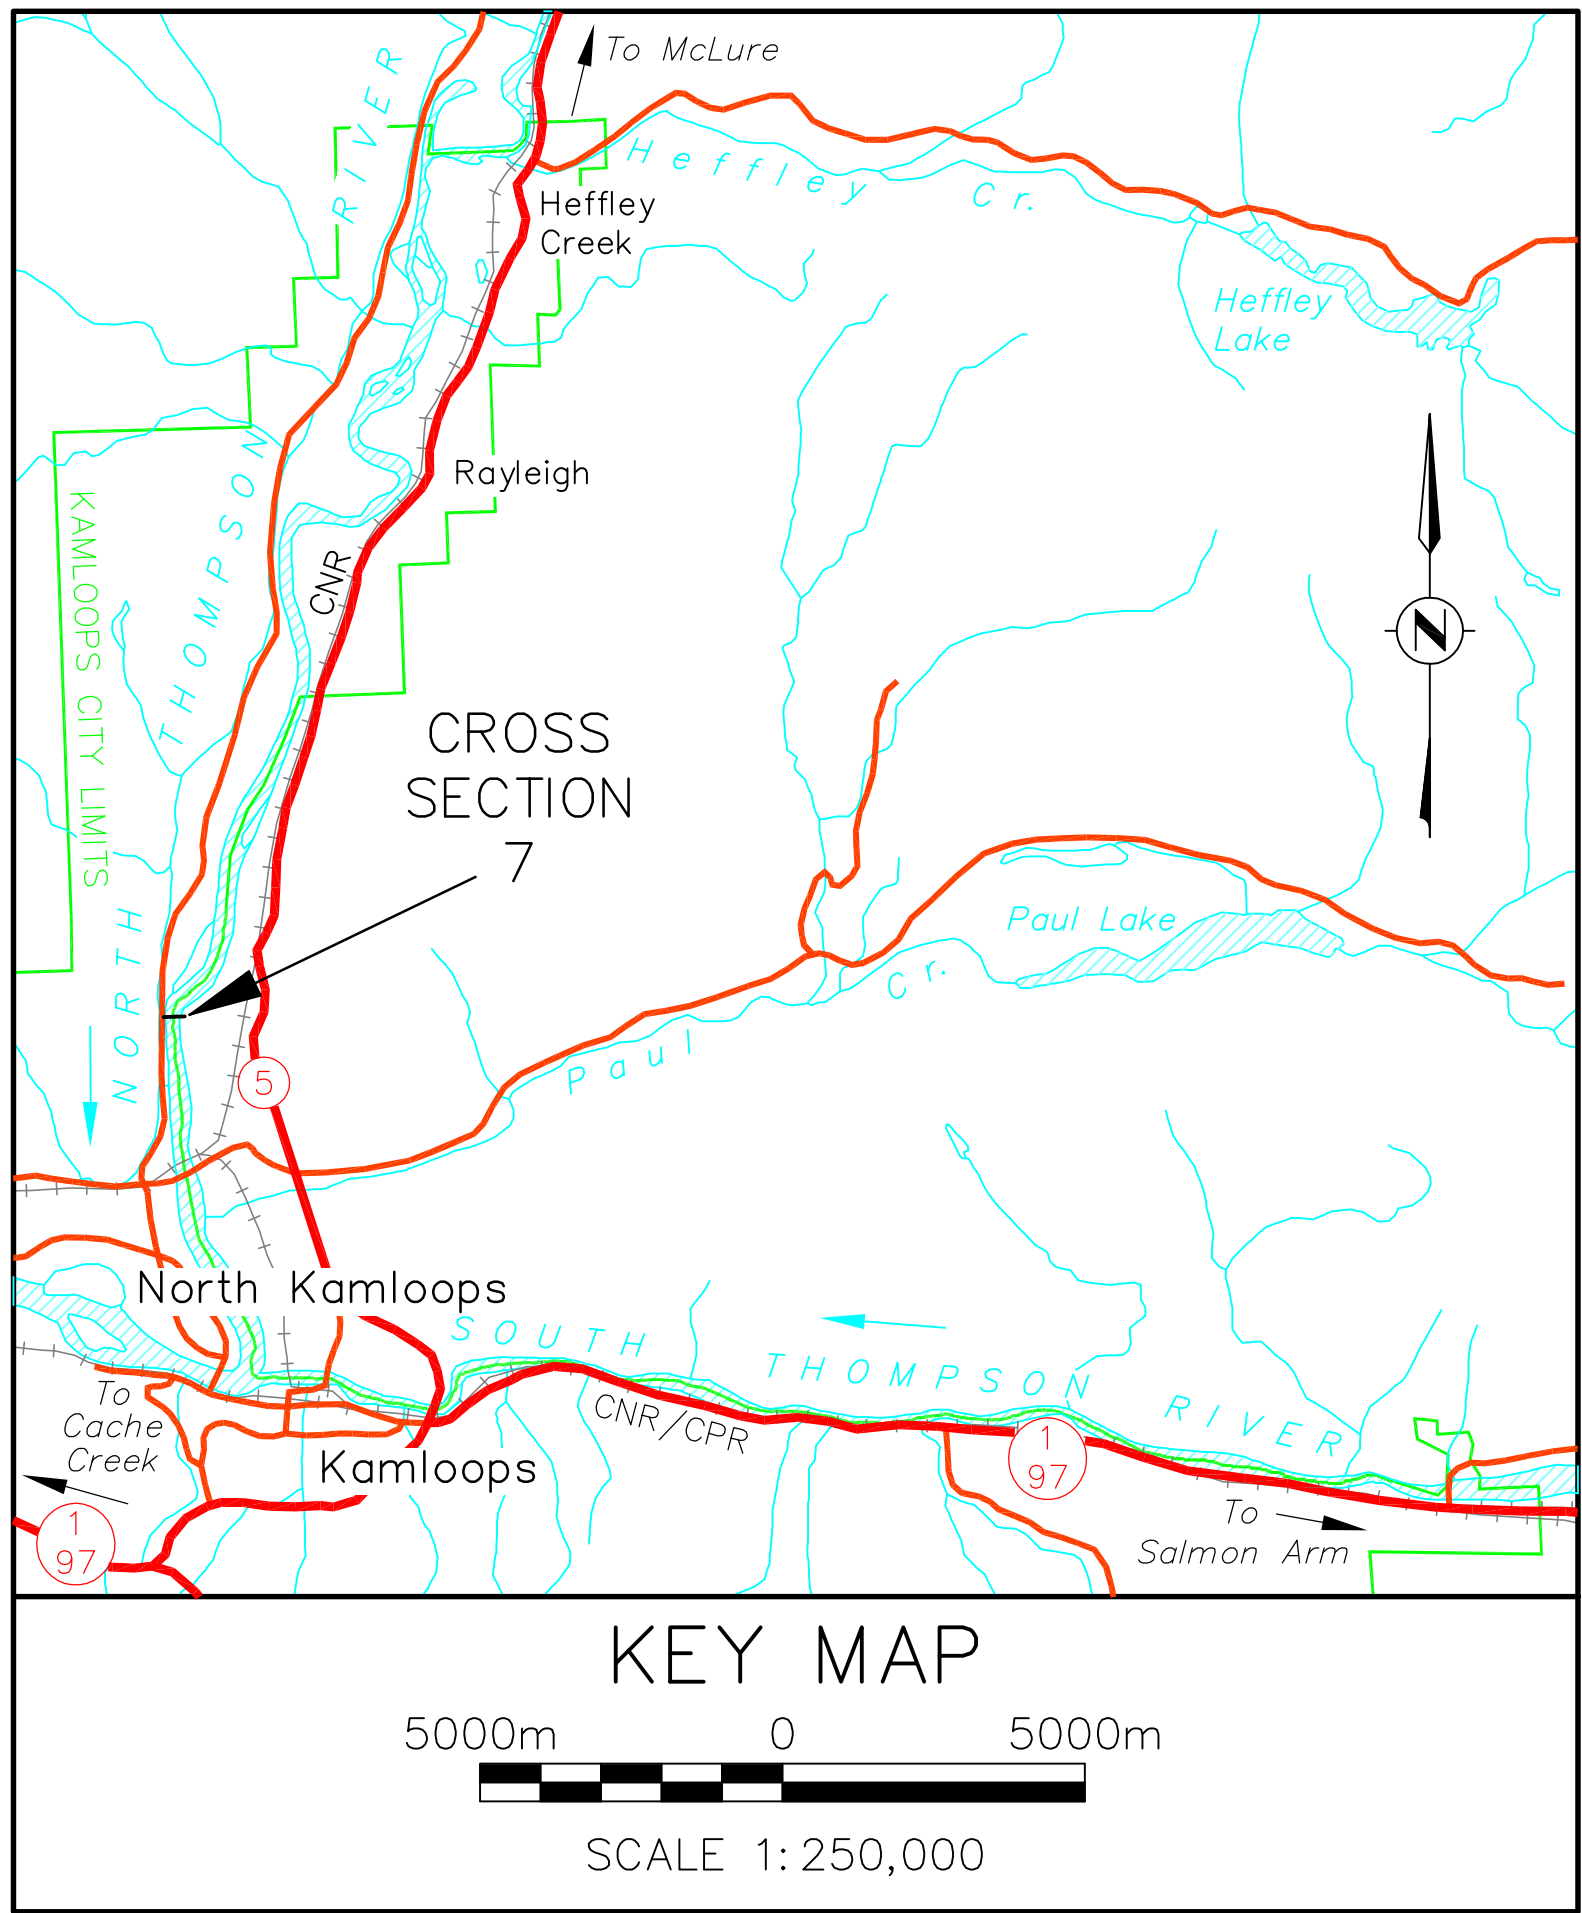 To McLure
RIVER
Heffley Cr.
Heffley
Creek
Heffley
Lake
THOMPSON
Rayleigh
KAMLOOPS CITY LIMITS
CNR
N
CROSS
SECTION
7
NORTH
Paul Lake
Paul Cr.
5
North Kamloops
SOUTH THOMPSON RIVER
To
Cache
Creek
CNR/CPR
Kamloops
1
97
1
97
To
Salmon Arm
KEY MAP
5000m 0 5000m
SCALE 1:250,000